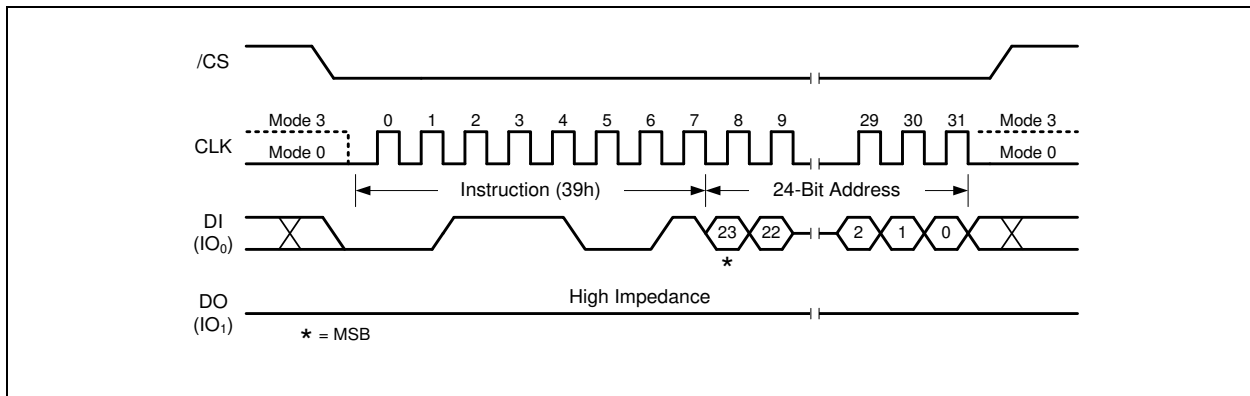 /CS
CLK
Mode 3
Mode 0
0 1 2 3 4 5 6 7 8 9 29 30 31
Mode 3
Mode 0
Instruction (39h)
24-Bit Address
DI
(IO₀)
23 22 2 1 0
*
DO
(IO₁)
High Impedance
* = MSB